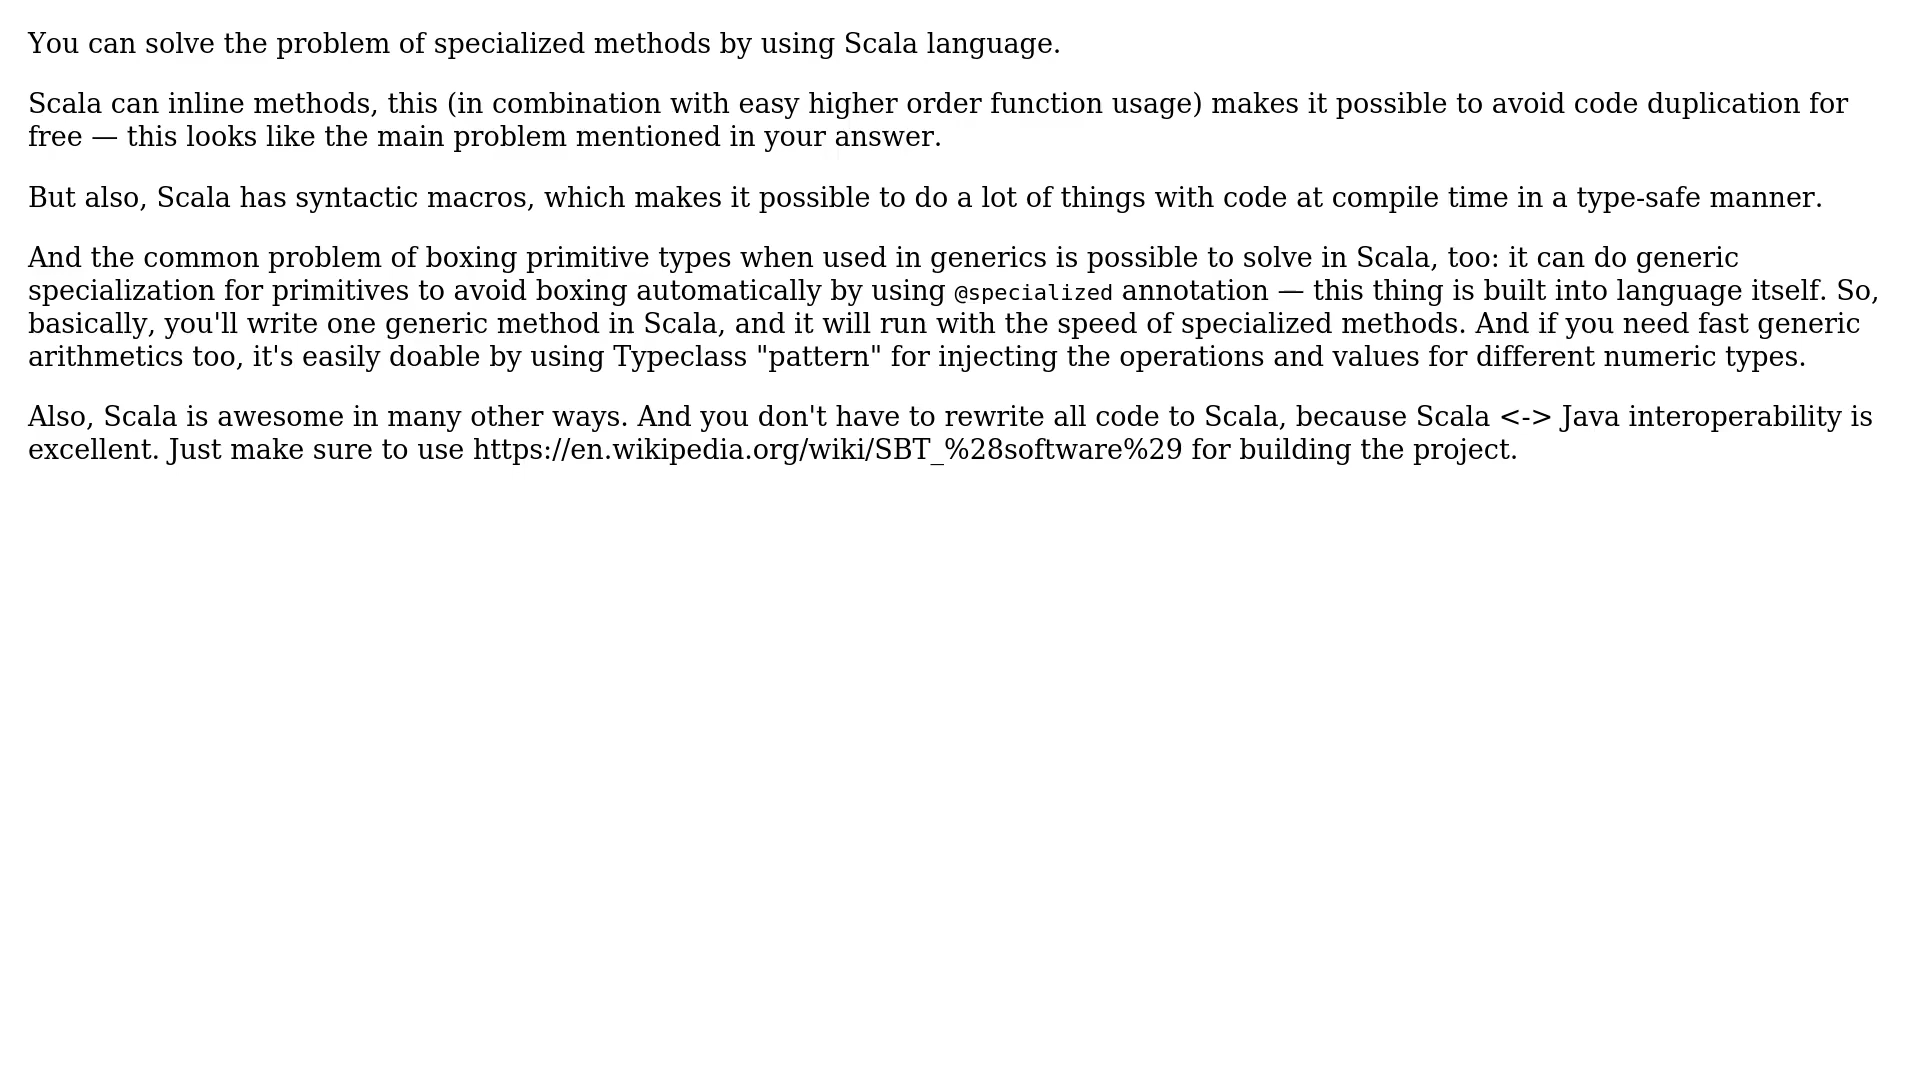 You can solve the problem of specialized methods by using Scala language.
Scala can inline methods, this (in combination with easy higher order function usage) makes it possible to avoid code duplication for
free — this looks like the main problem mentioned in your answer.
But also, Scala has syntactic macros, which makes it possible to do a lot of things with code at compile time in a type-safe manner.
And the common problem of boxing primitive types when used in generics is possible to solve in Scala, too: it can do generic
specialization for primitives to avoid boxing automatically by using @specialized annotation — this thing is built into language itself. So,
basically, you'll write one generic method in Scala, and it will run with the speed of specialized methods. And if you need fast generic
arithmetics too, it's easily doable by using Typeclass "pattern" for injecting the operations and values for different numeric types.
Also, Scala is awesome in many other ways. And you don't have to rewrite all code to Scala, because Scala <-> Java interoperability is
excellent. Just make sure to use https://en.wikipedia.org/wiki/SBT_%28software%29 for building the project.